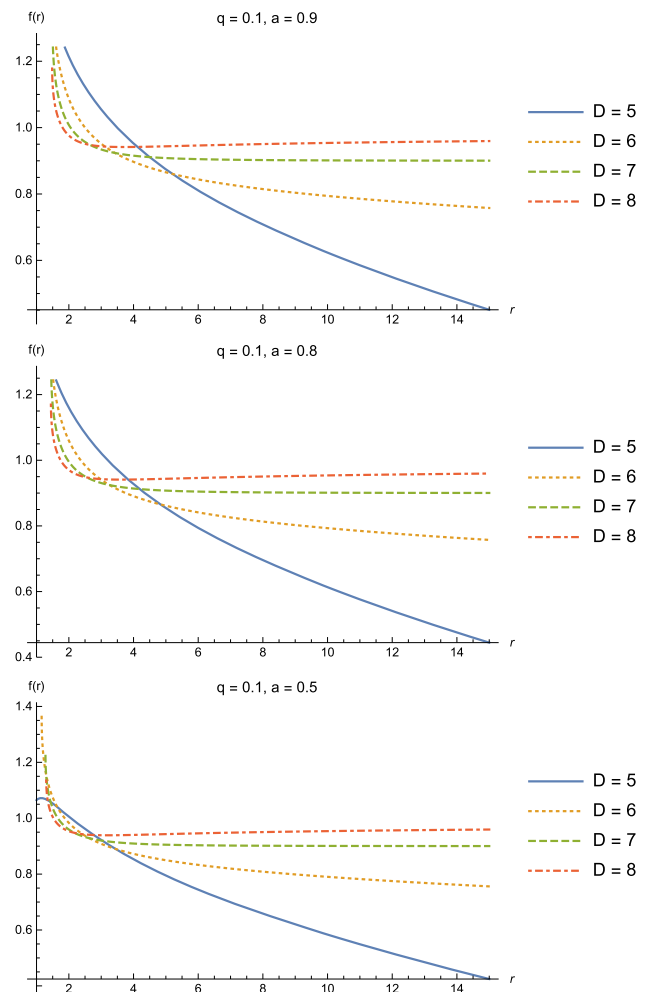 f(r)
q = 0.1, a = 0.9
1.2
1.0
0.8
0.6
2 4 6 8 10 12 14 r
D = 5
D = 6
D = 7
D = 8
f(r)
q = 0.1, a = 0.8
1.2
1.0
0.8
0.6
0.4
2 4 6 8 10 12 14 r
D = 5
D = 6
D = 7
D = 8
f(r)
q = 0.1, a = 0.5
1.4
1.2
1.0
0.8
0.6
2 4 6 8 10 12 14 r
D = 5
D = 6
D = 7
D = 8